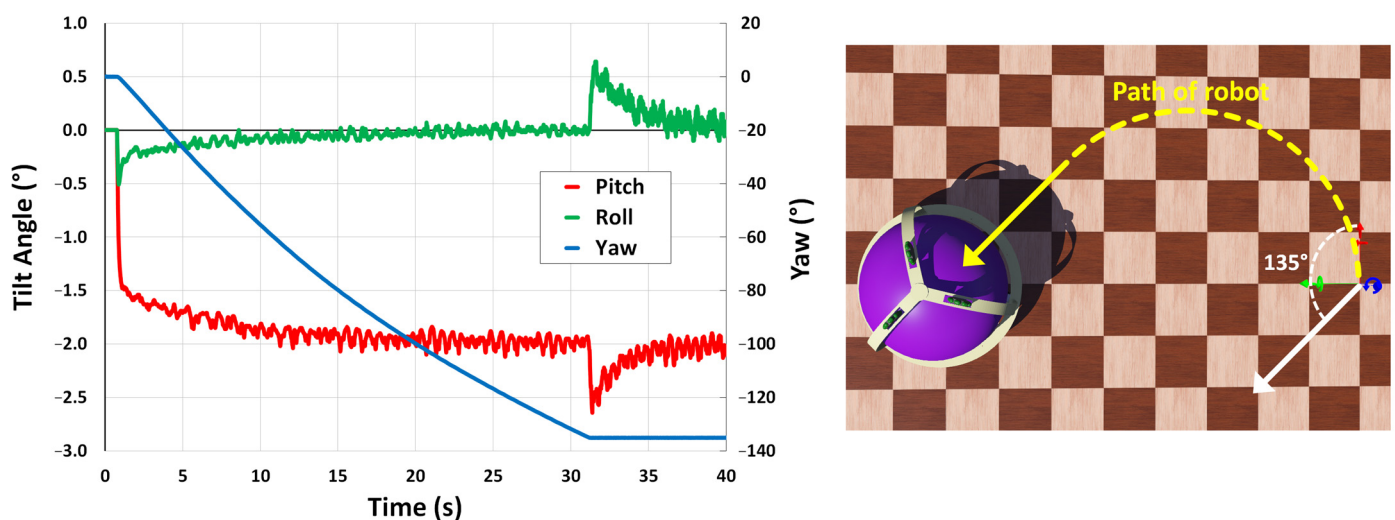 1.0
0.5
0.0
−0.5
−1.0
−1.5
−2.0
−2.5
−3.0
Tilt Angle (°)
0 5 10 15 20 25 30 35 40
Time (s)
Pitch
Roll
Yaw
20
0
−20
−40
−60
−80
−100
−120
−140
Yaw (°)
Path of robot
135°